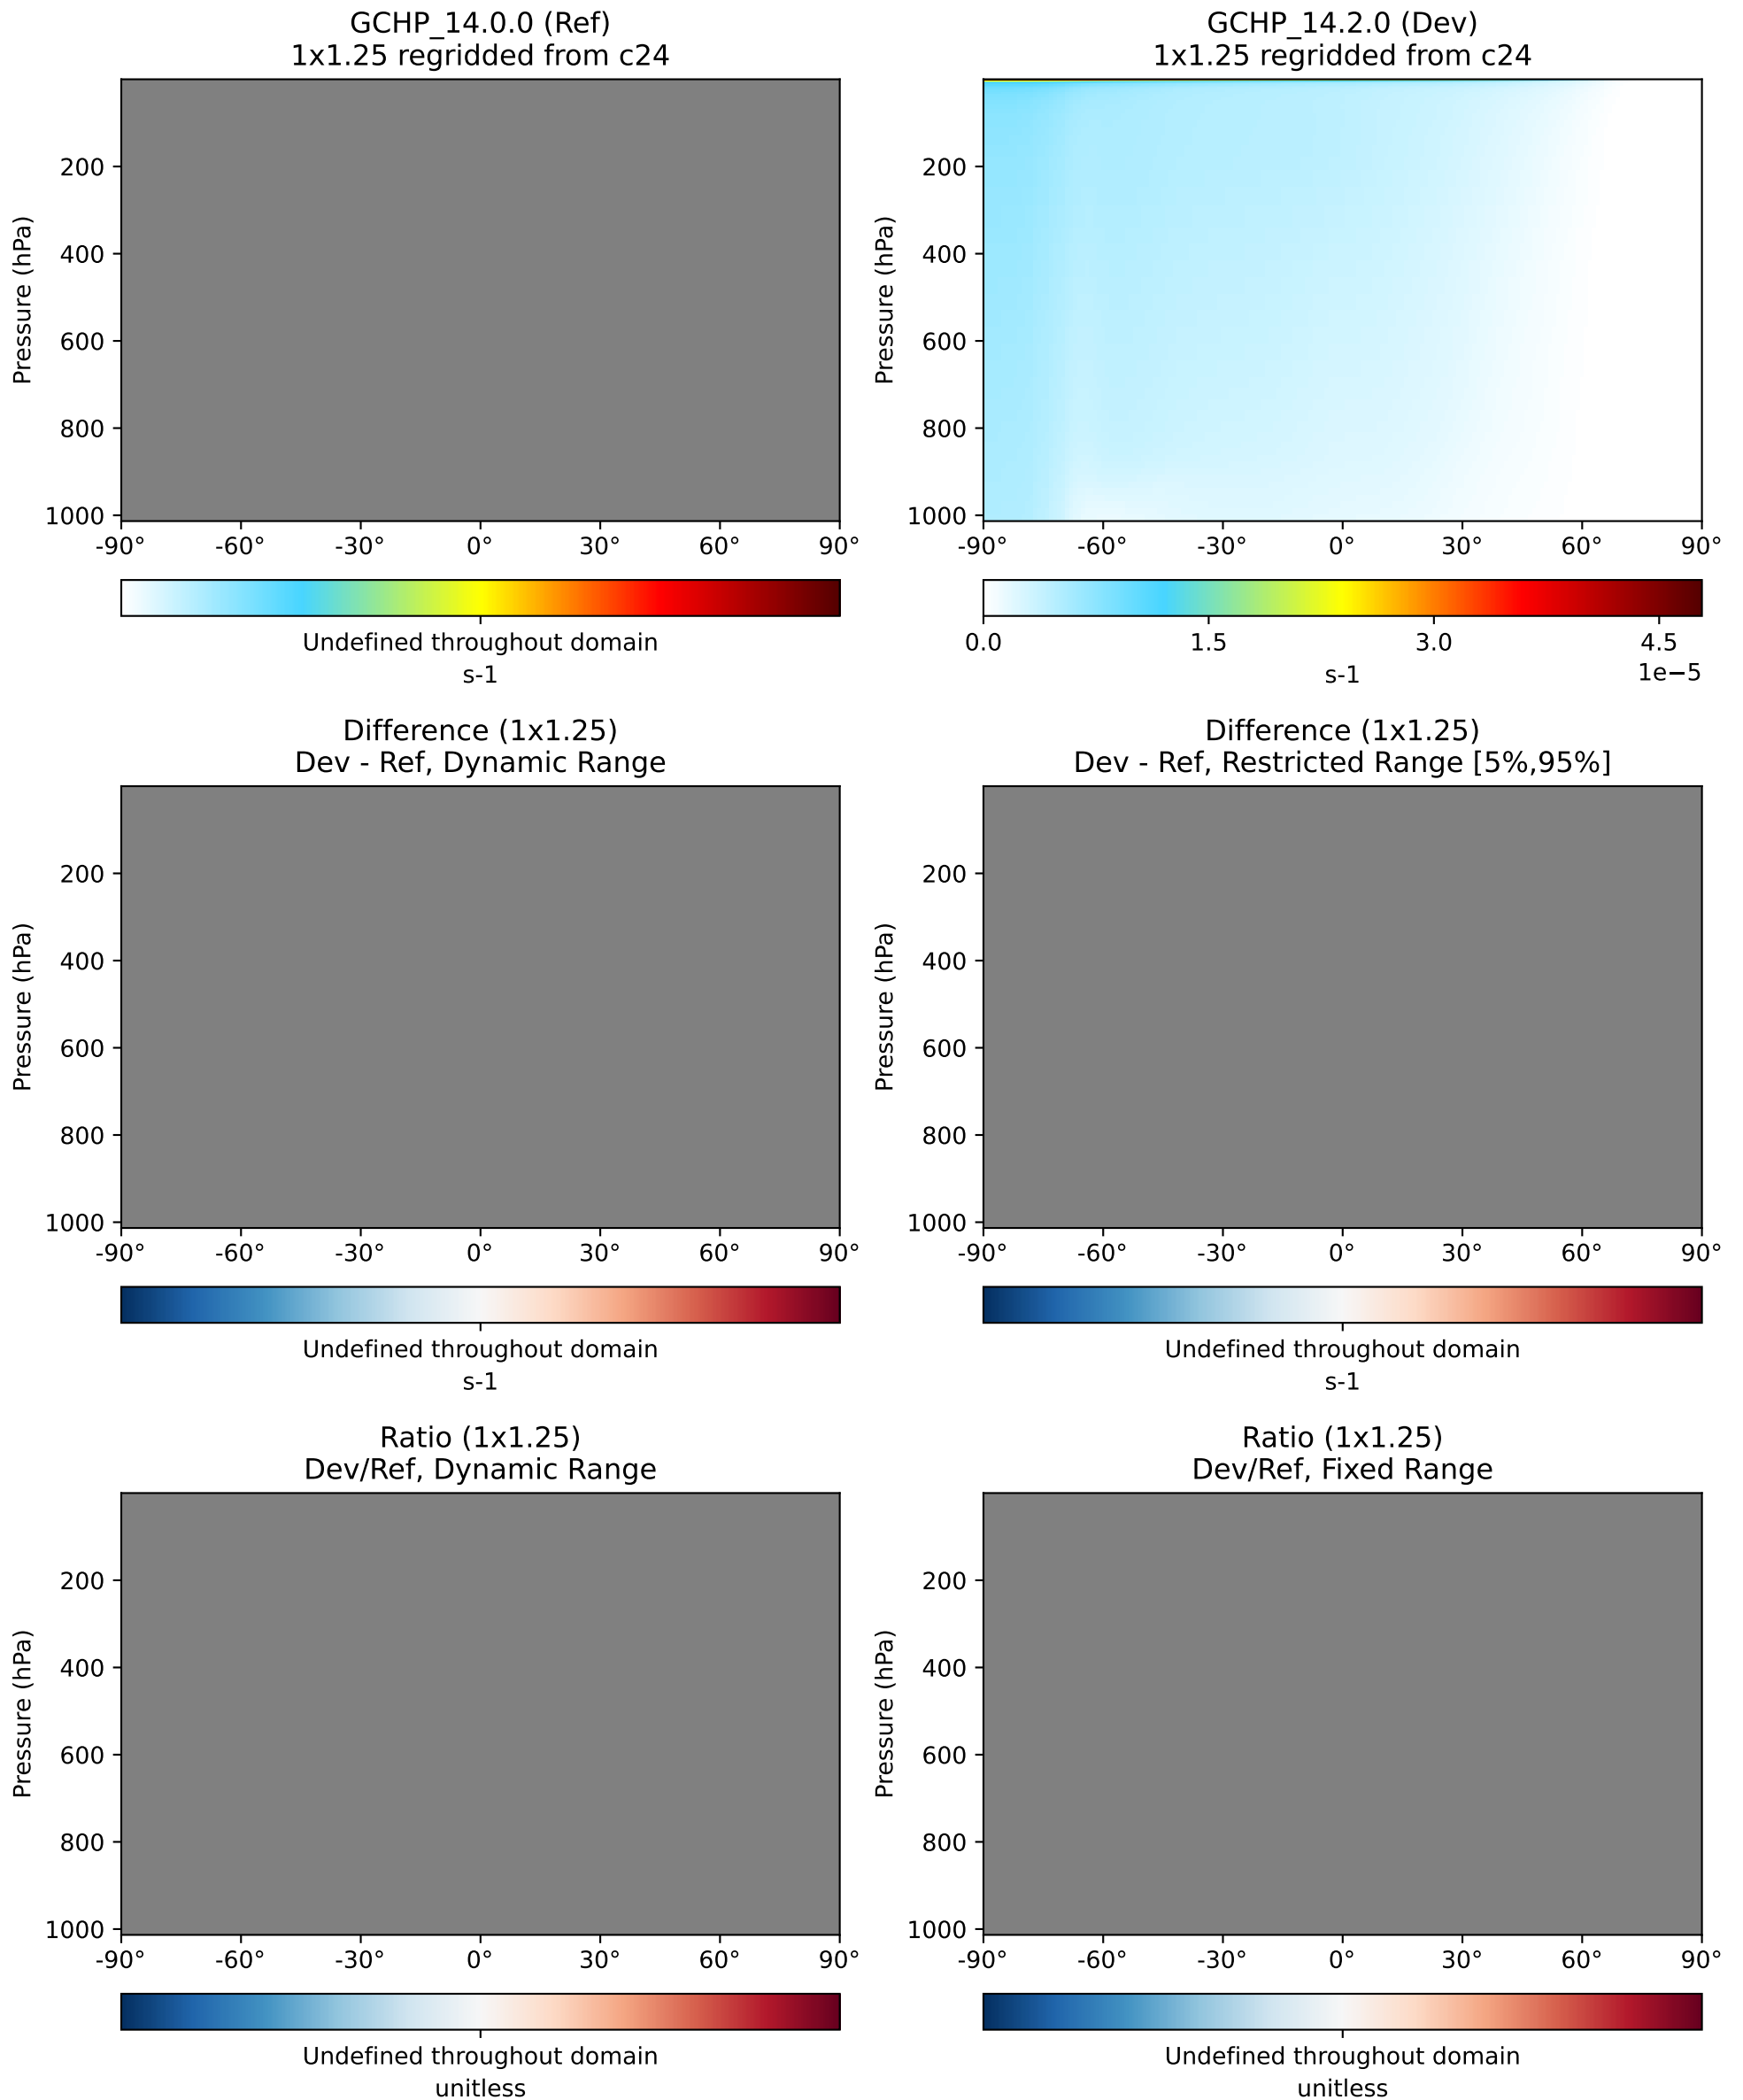 GCHP_14.0.0 (Ref)
1x1.25 regridded from c24
Pressure (hPa)
200
400
600
800
1000
-90° -60° -30° 0° 30° 60° 90°
Undefined throughout domain
s-1
GCHP_14.2.0 (Dev)
1x1.25 regridded from c24
Pressure (hPa)
200
400
600
800
1000
-90° -60° -30° 0° 30° 60° 90°
0.0 1.5 3.0 4.5
1e−5
s-1
Difference (1x1.25)
Dev - Ref, Dynamic Range
Pressure (hPa)
200
400
600
800
1000
-90° -60° -30° 0° 30° 60° 90°
Undefined throughout domain
s-1
Difference (1x1.25)
Dev - Ref, Restricted Range [5%,95%]
Pressure (hPa)
200
400
600
800
1000
-90° -60° -30° 0° 30° 60° 90°
Undefined throughout domain
s-1
Ratio (1x1.25)
Dev/Ref, Dynamic Range
Pressure (hPa)
200
400
600
800
1000
-90° -60° -30° 0° 30° 60° 90°
Undefined throughout domain
unitless
Ratio (1x1.25)
Dev/Ref, Fixed Range
Pressure (hPa)
200
400
600
800
1000
-90° -60° -30° 0° 30° 60° 90°
Undefined throughout domain
unitless